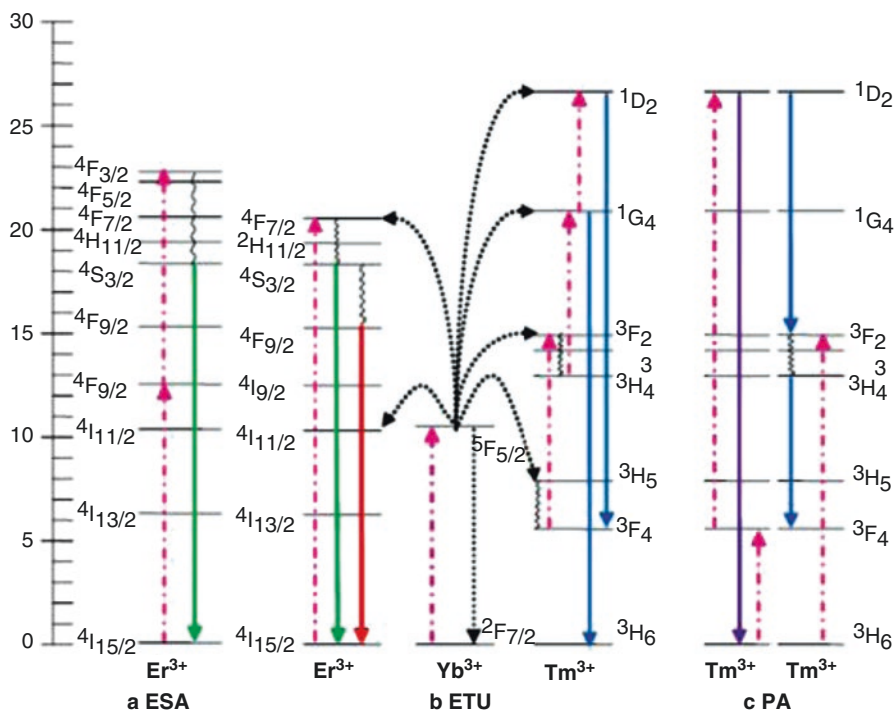 30
25
20
15
10
5
0
4F3/2
4F5/2
4F7/2
4H11/2
4S3/2
4F9/2
4F9/2
4I11/2
4I13/2
4I15/2
Er3+
a ESA
4F7/2
2H11/2
4S3/2
4F9/2
4I9/2
4I11/2
4I13/2
4I15/2
Er3+
5F5/2
2F7/2
Yb3+
b ETU
1D2
1G4
3F2
3
3H4
3H5
3F4
3H6
Tm3+
1D2
1G4
3F2
3
3H4
3H5
3F4
3H6
Tm3+ Tm3+
c PA